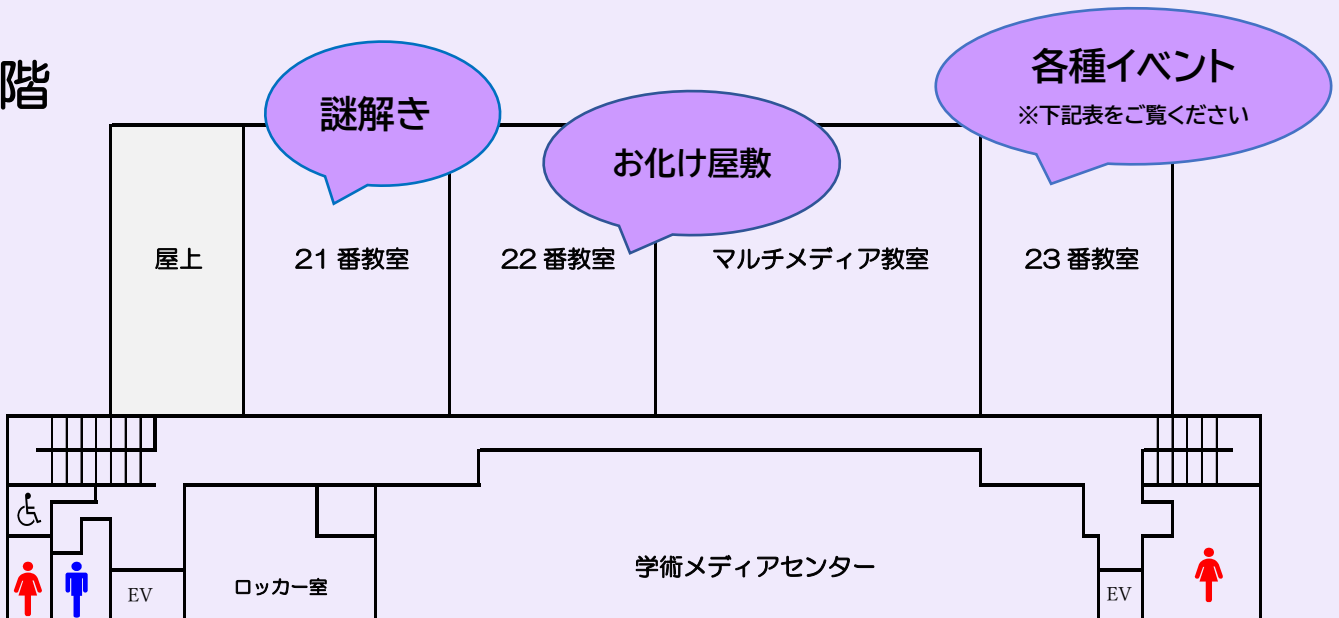 階
謎解き
お化け屋敷
各種イベント
※下記表をご覧ください
屋上
21 番教室
22 番教室
マルチメディア教室
23 番教室
ロッカー室
学術メディアセンター
EV
EV